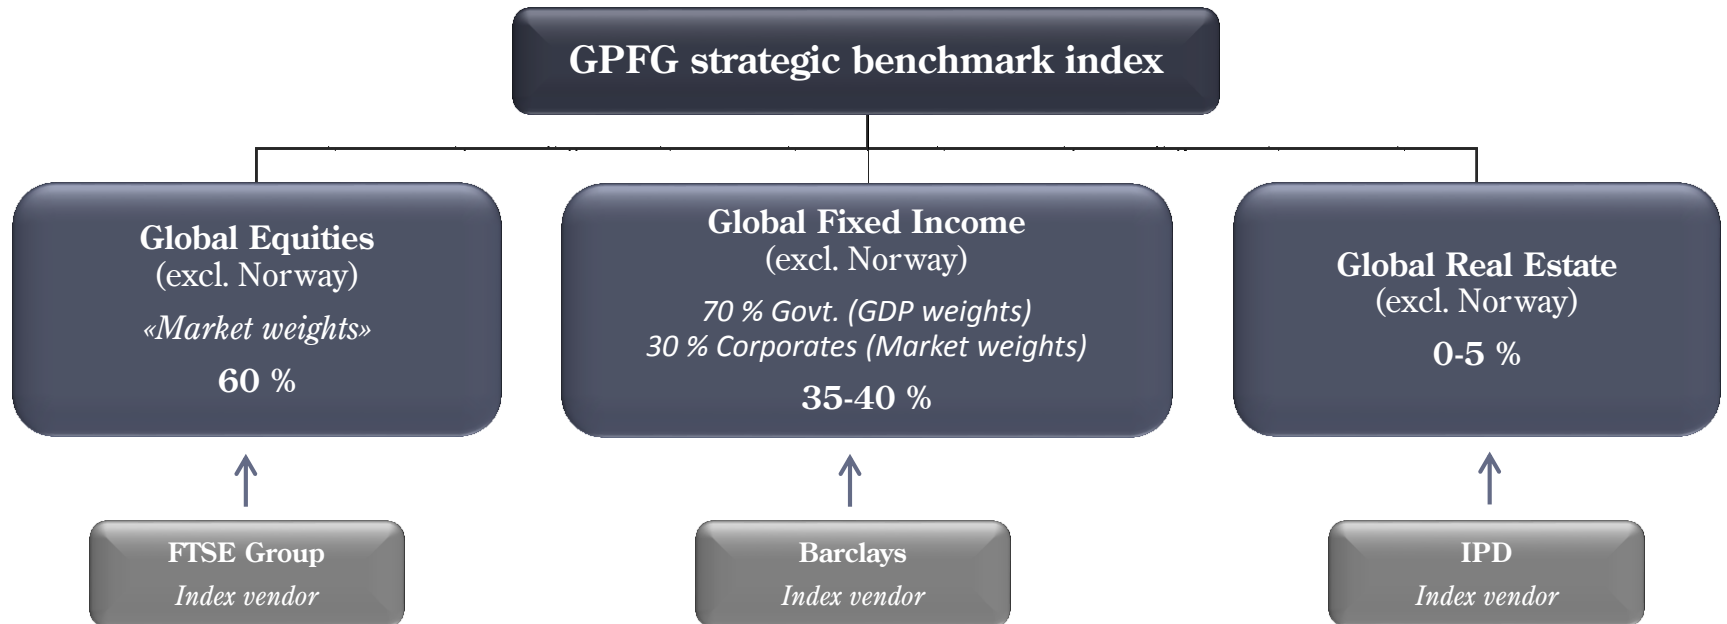 GPFG strategic benchmark index
Global Equities
(excl. Norway)
«Market weights»
60 %
Global Fixed Income
(excl. Norway)
70 % Govt. (GDP weights)
30 % Corporates (Market weights)
35-40 %
Global Real Estate
(excl. Norway)
0-5 %
FTSE Group
Index vendor
Barclays
Index vendor
IPD
Index vendor